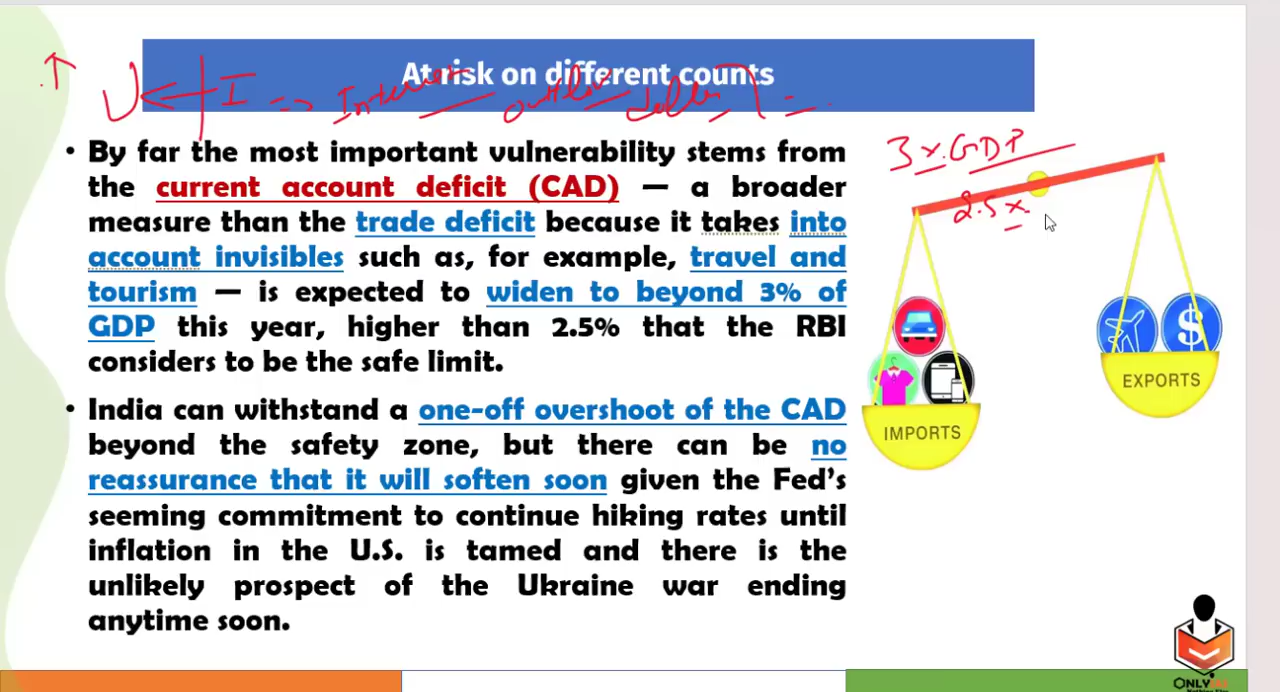 At risk on different counts
• By far the most important vulnerability stems from
the current account deficit (CAD) — a broader
measure than the trade deficit because it takes into
account invisibles such as, for example, travel and
tourism — is expected to widen to beyond 3% of
GDP this year, higher than 2.5% that the RBI
considers to be the safe limit.
• India can withstand a one-off overshoot of the CAD
beyond the safety zone, but there can be no
reassurance that it will soften soon given the Fed's
seeming commitment to continue hiking rates until
inflation in the U.S. is tamed and there is the
unlikely prospect of the Ukraine war ending
anytime soon.
3 %. GDP
2.5 %.
$
EXPORTS
IMPORTS